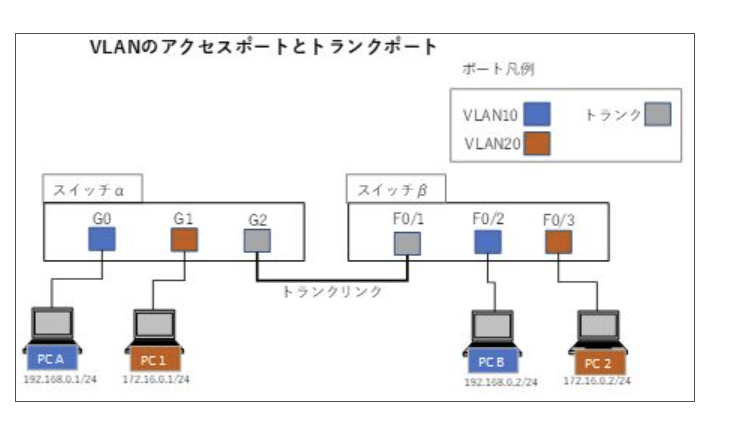 VLANのアクセスポートとトランクポート
ポート凡例
VLAN10
トランク
VLAN20
スイッチα
スイッチβ
G0
G1
G2
F0/1
F0/2
F0/3
トランクリンク
PC A
PC 1
PC B
PC 2
192.168.0.1/24
172.16.0.1/24
192.168.0.2/24
172.16.0.2/24